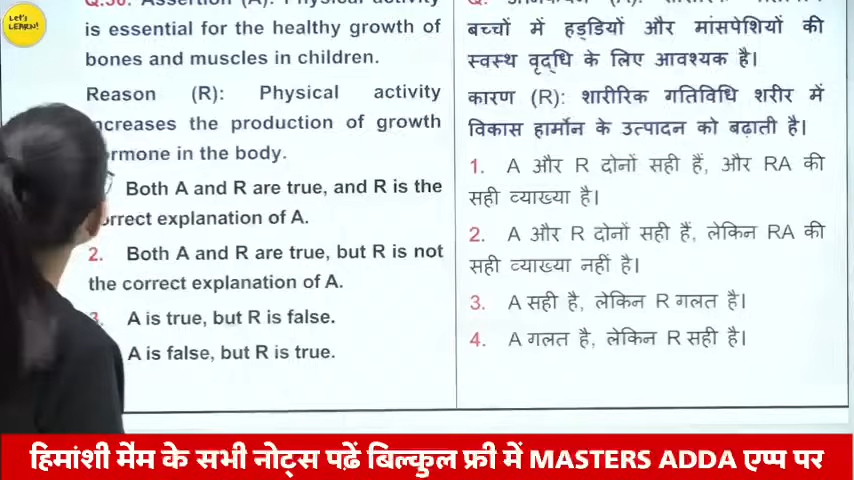 Let's
LEARN!
is essential for the healthy growth of
bones and muscles in children.
Reason (R): Physical activity
ncreases the production of growth
ormone in the body.
Both A and R are true, and R is the
orrect explanation of A.
2. Both A and R are true, but R is not
the correct explanation of A.
3. A is true, but R is false.
A is false, but R is true.
बच्चों में हड्डियों और मांसपेशियों की
स्वस्थ वृद्धि के लिए आवश्यक है।
कारण (R): शारीरिक गतिविधि शरीर में
विकास हार्मोन के उत्पादन को बढ़ाती है।
1. A और R दोनों सही हैं, और RA की
सही व्याख्या है।
2. A और R दोनों सही हैं, लेकिन RA की
सही व्याख्या नहीं है।
3. A सही है, लेकिन R गलत है।
4. A गलत है, लेकिन R सही है।
हिमांशी मैम के सभी नोट्स पढ़ें बिल्कुल फ्री में MASTERS ADDA एप्प पर